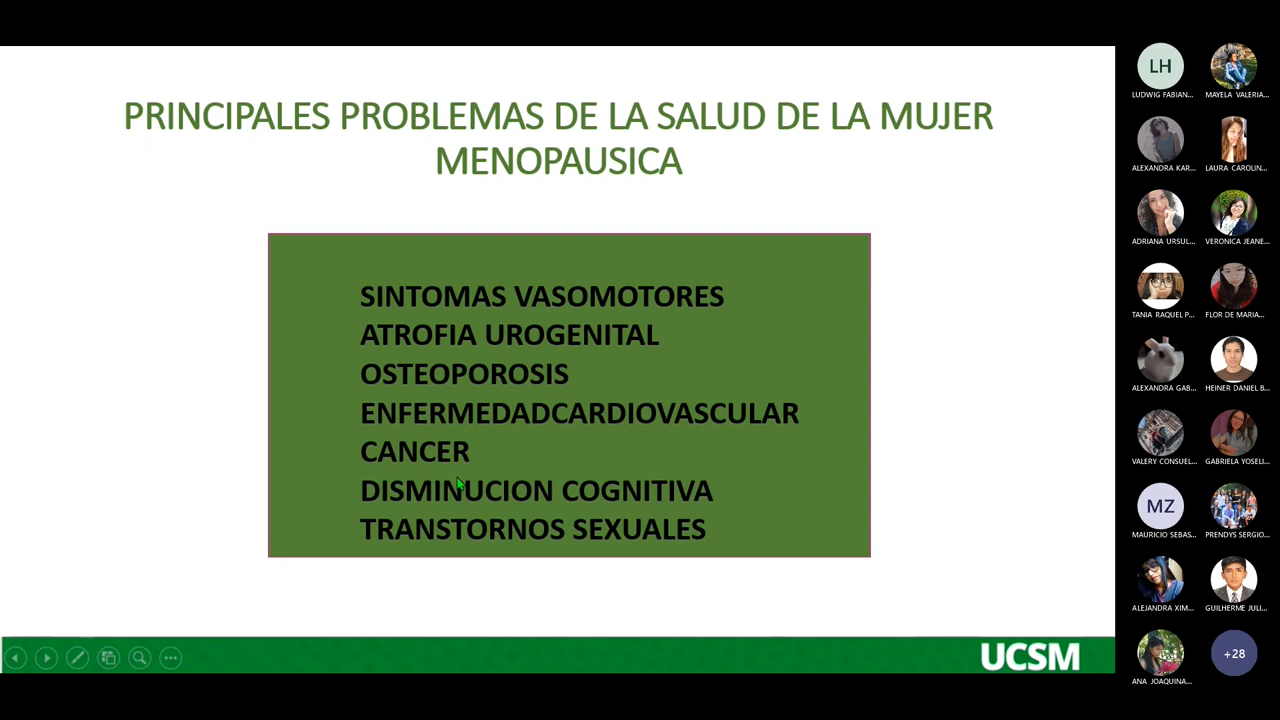 PRINCIPALES PROBLEMAS DE LA SALUD DE LA MUJER
MENOPAUSICA
SINTOMAS VASOMOTORES
ATROFIA UROGENITAL
OSTEOPOROSIS
ENFERMEDADCARDIOVASCULAR
CANCER
DISMINUCION COGNITIVA
TRANSTORNOS SEXUALES
UCSM
LH
LUDWIG FABIAN...
MAYELA VALERIA...
ALEXANDRA KAR...
LAURA CAROLIN...
ADRIANA URSUL...
VERONICA JEANE...
TANIA RAQUEL P...
FLOR DE MARIA...
ALEXANDRA GAB...
HEINER DANIEL B...
VALERY CONSUEL...
GABRIELA YOSELI...
MZ
MAURICIO SEBAS...
PRENDYS SERGIO...
ALEJANDRA XIM...
GUILHERME JULI...
ANA JOAQUINA...
+28